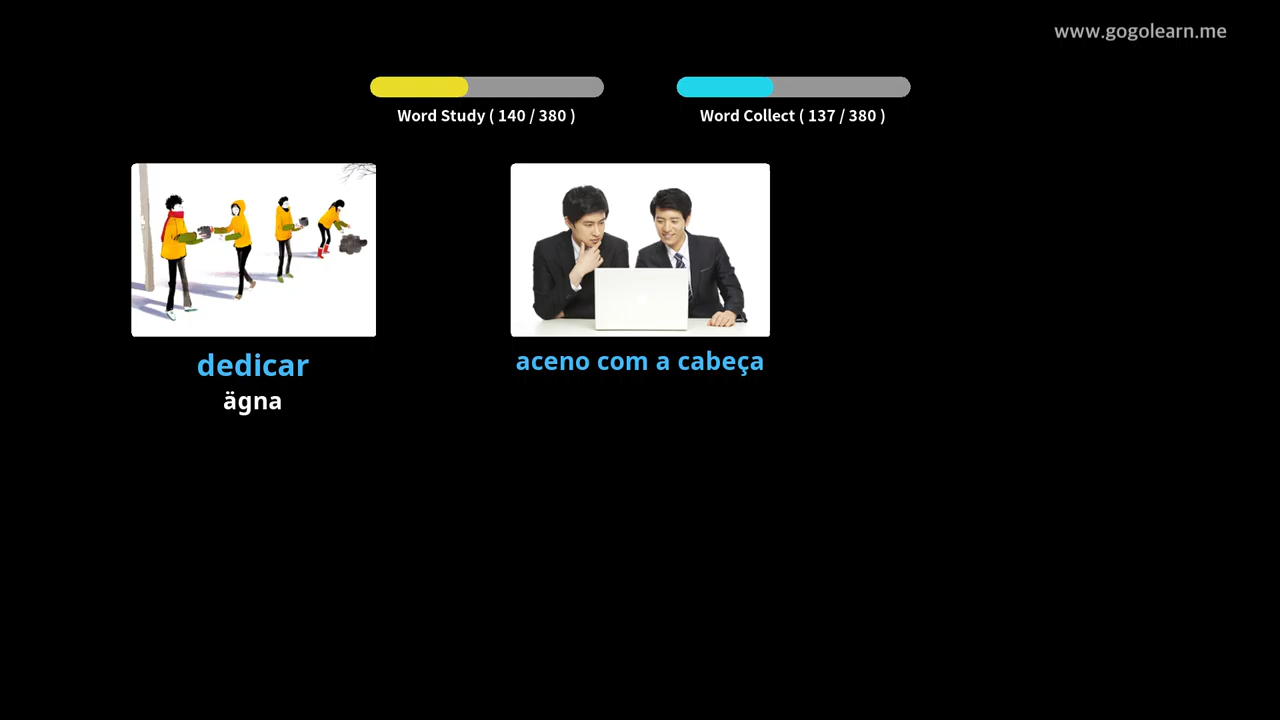 www.gogolearn.me
Word Study ( 140 / 380 )
Word Collect ( 137 / 380 )
dedicar
ägna
aceno com a cabeça